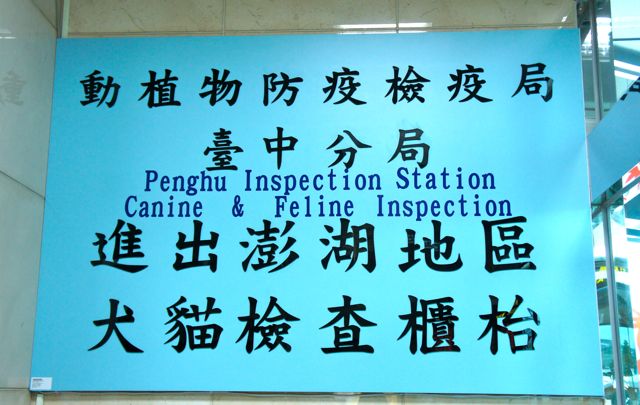 動植物防疫檢疫局
臺中分局
Penghu Inspection Station
Canine & Feline Inspection
進出澎湖地區
犬貓檢查櫃枱